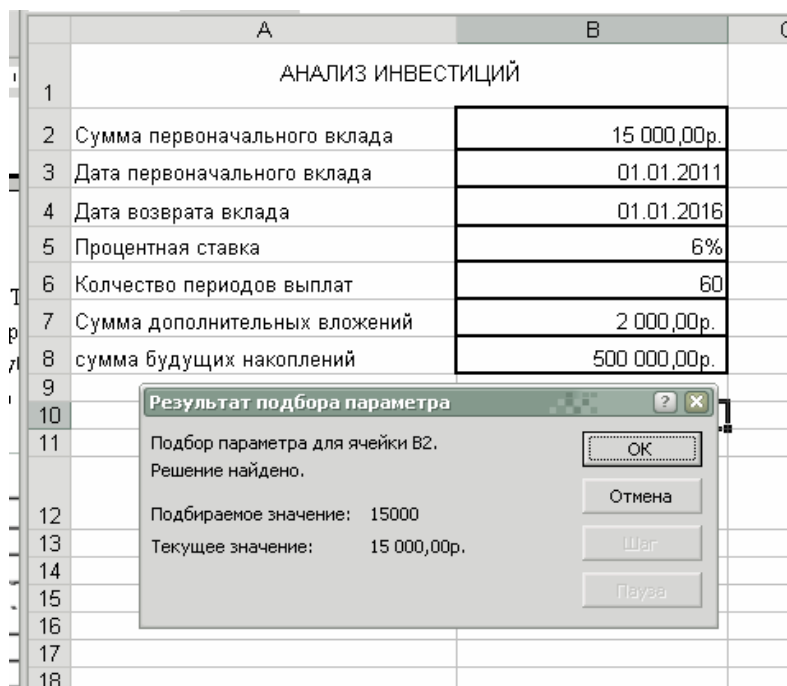 A B
АНАЛИЗ ИНВЕСТИЦИЙ
1
2 Сумма первоначального вклада 15 000,00р.
3 Дата первоначального вклада 01.01.2011
4 Дата возврата вклада 01.01.2016
5 Процентная ставка 6%
6 Колчество периодов выплат 60
7 Сумма дополнительных вложений 2 000,00р.
8 сумма будущих накоплений 500 000,00р.
9
Результат подбора параметра ?
10
11 Подбор параметра для ячейки B2. ОК
Решение найдено.
Отмена
12 Подбираемое значение: 15000
13 Текущее значение: 15 000,00р. Шаг
14
15 Пауза
16
17
18